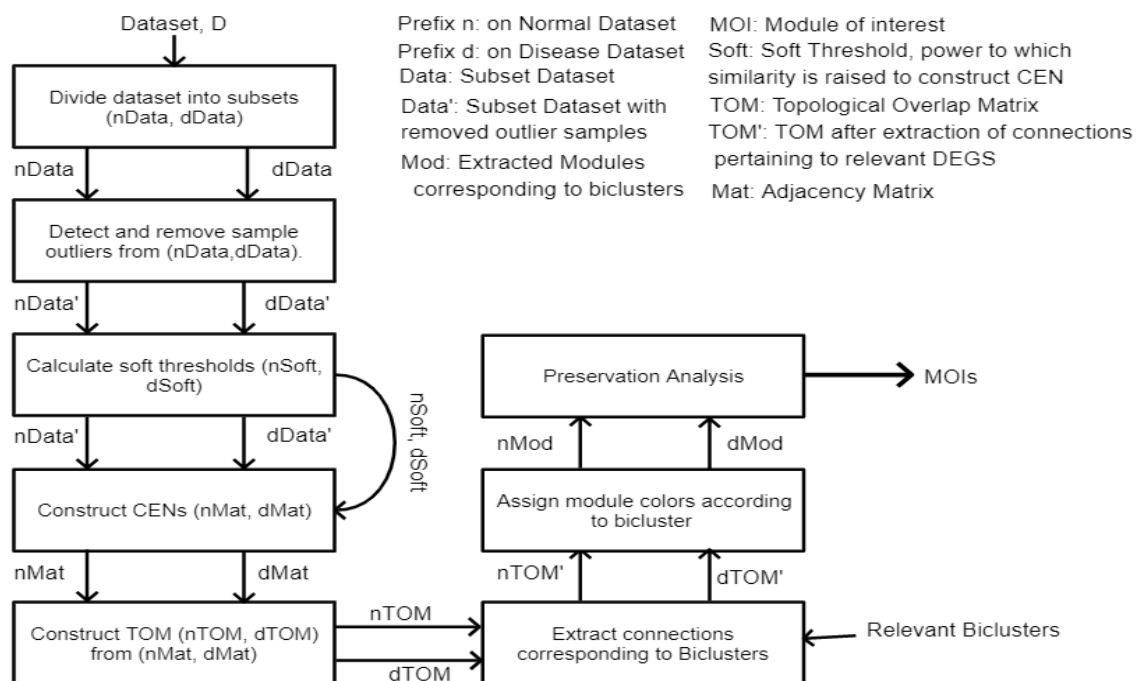 Dataset, D
Divide dataset into subsets
(nData, dData)
nData
dData
Detect and remove sample
outliers from (nData,dData).
nData'
dData'
Calculate soft thresholds (nSoft,
dSoft)
nSoft, dSoft
nData'
dData'
Construct CENs (nMat, dMat)
nMat
dMat
Construct TOM (nTOM, dTOM)
from (nMat, dMat)
nTOM
dTOM
Extract connections
corresponding to Biclusters
Relevant Biclusters
nTOM'
dTOM'
Assign module colors according
to bicluster
nMod
dMod
Preservation Analysis
MOIs
Prefix n: on Normal Dataset
Prefix d: on Disease Dataset
Data: Subset Dataset
Data': Subset Dataset with
removed outlier samples
Mod: Extracted Modules
corresponding to biclusters
MOI: Module of interest
Soft: Soft Threshold, power to which
similarity is raised to construct CEN
TOM: Topological Overlap Matrix
TOM': TOM after extraction of connections
pertaining to relevant DEGS
Mat: Adjacency Matrix